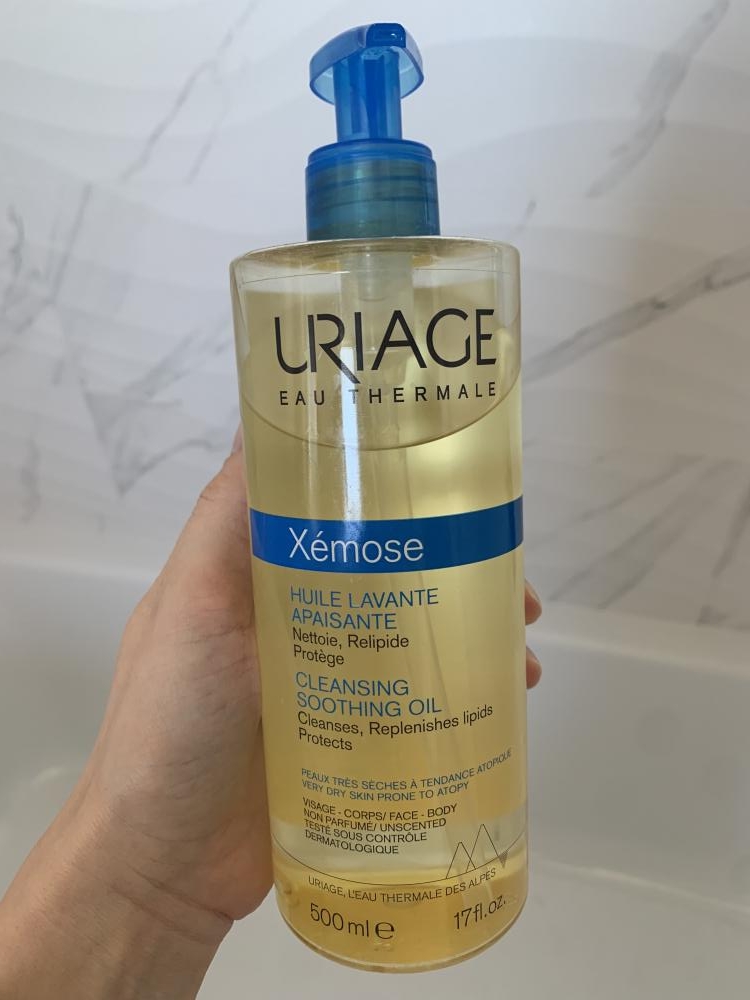 URIAGE
EAU THERMALE
Xémose
HUILE LAVANTE
APAISANTE
Nettoie, Relipide
Protège
CLEANSING
SOOTHING OIL
Cleanses, Replenishes lipids
Protects
PEAUX TRÈS SÈCHES À TENDANCE ATOPIQUE
VERY DRY SKIN PRONE TO ATOPY
VISAGE - CORPS/ FACE - BODY
NON PARFUMÉ/ UNSCENTED
TESTÉ SOUS CONTRÔLE
DERMATOLOGIQUE
URIAGE, L'EAU THERMALE DES ALPES
500 ml e 17fl.oz.